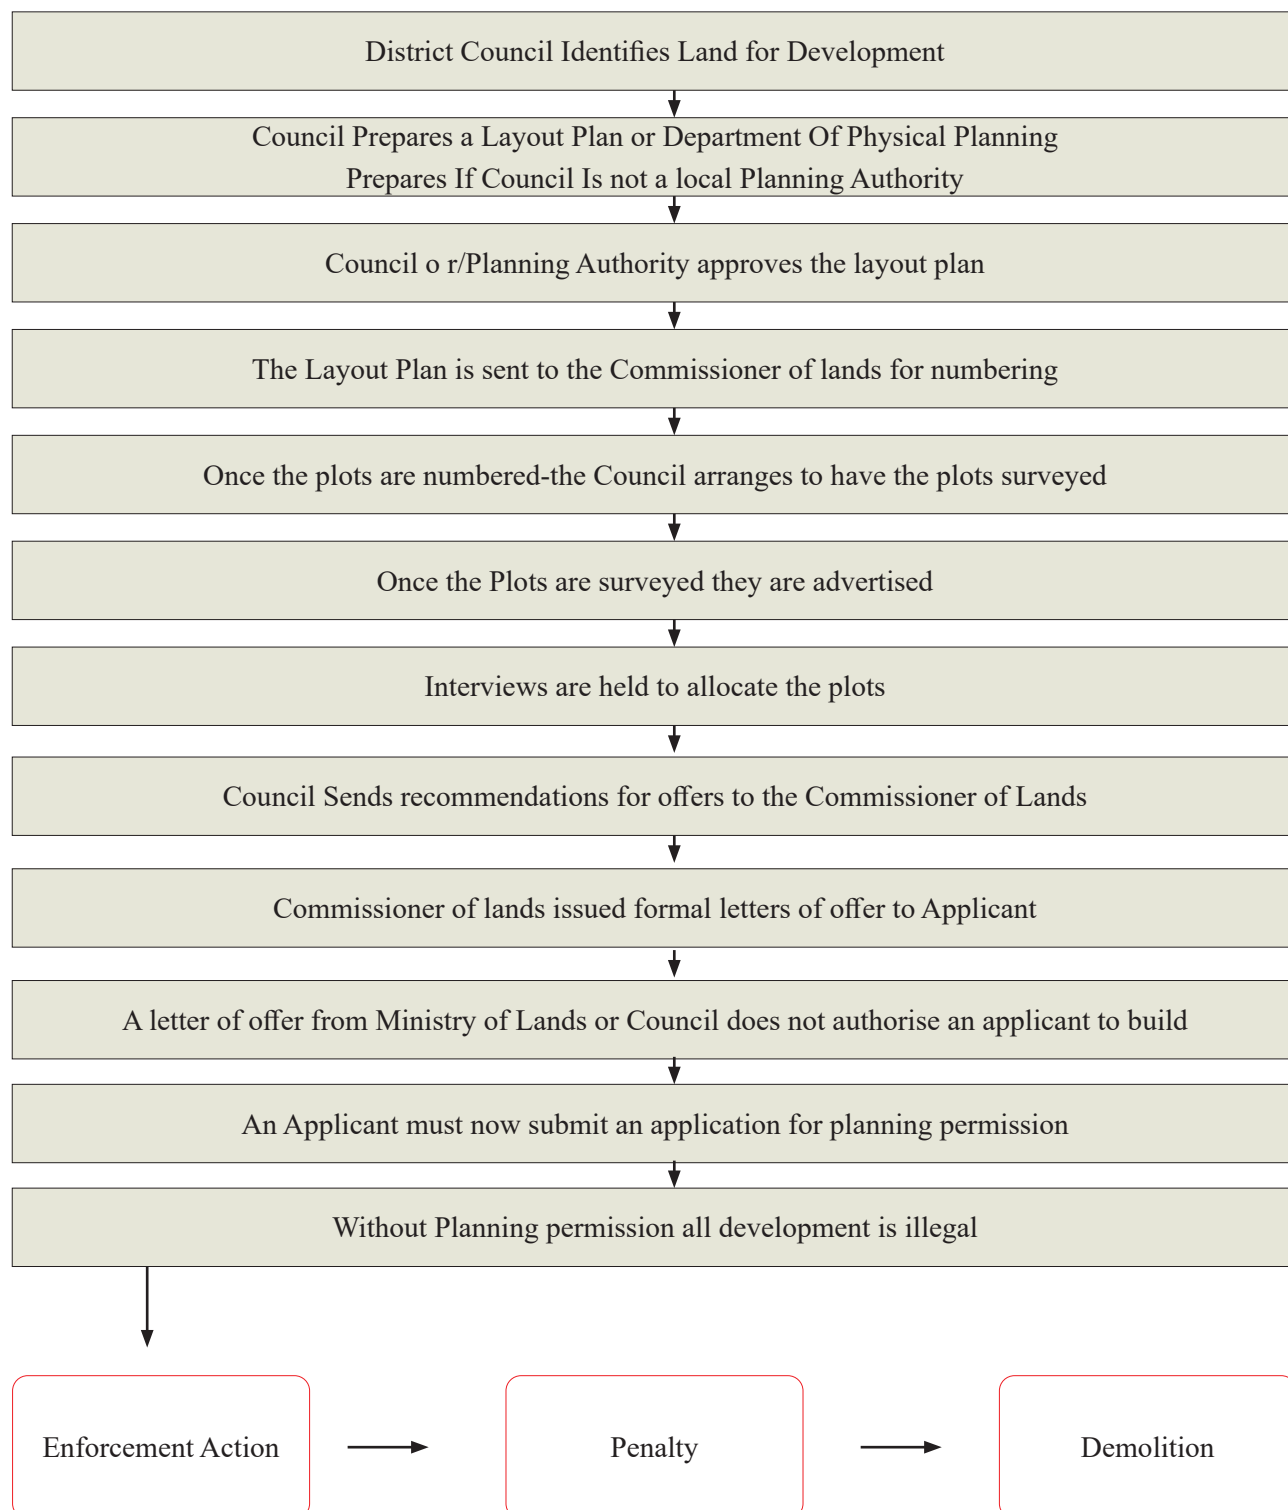 District Council Identifies Land for Development
Council Prepares a Layout Plan or Department Of Physical Planning
Prepares If Council Is not a local Planning Authority
Council o r/Planning Authority approves the layout plan
The Layout Plan is sent to the Commissioner of lands for numbering
Once the plots are numbered-the Council arranges to have the plots surveyed
Once the Plots are surveyed they are advertised
Interviews are held to allocate the plots
Council Sends recommendations for offers to the Commissioner of Lands
Commissioner of lands issued formal letters of offer to Applicant
A letter of offer from Ministry of Lands or Council does not authorise an applicant to build
An Applicant must now submit an application for planning permission
Without Planning permission all development is illegal
Enforcement Action
Penalty
Demolition